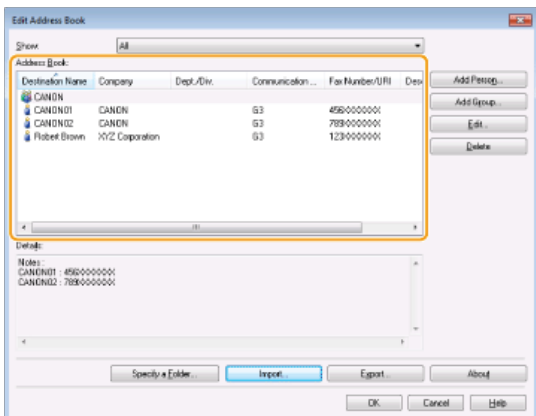 Edit Address Book
Show: All
Address Book:
Destination Name Company Dept./Div. Communication ... Fax Number/URI Des
CANON
CANON01 CANON G3 456XXXXXXX
CANON02 CANON G3 789XXXXXXX
Robert Brown XYZ Corporation G3 123XXXXXXX
Add Person...
Add Group...
Edit...
Delete
Details:
Notes :
CANON01 : 456XXXXXXX
CANON02 : 789XXXXXXX
Specify a Folder... Import... Export... About
OK Cancel Help